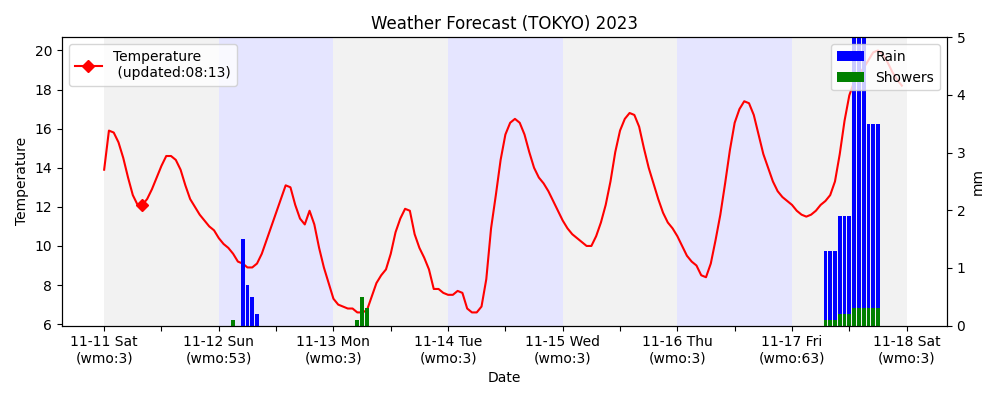 Weather Forecast (TOKYO) 2023
Temperature
(updated:08:13)
Rain
Showers
20
18
16
14
12
10
8
6
Temperature
5
4
3
2
1
0
mm
11-11 Sat 11-12 Sun 11-13 Mon 11-14 Tue 11-15 Wed 11-16 Thu 11-17 Fri 11-18 Sat
(wmo:3) (wmo:53) (wmo:3) (wmo:3) (wmo:3) (wmo:3) (wmo:63) (wmo:3)
Date